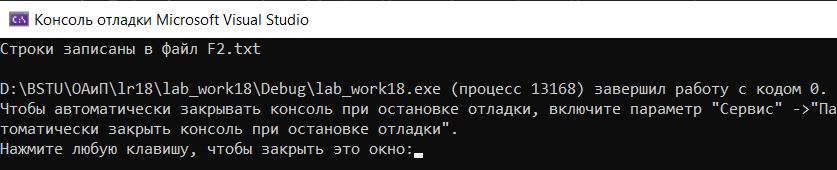 Консоль отладки Microsoft Visual Studio
Строки записаны в файл F2.txt
D:\BSTU\ОАиП\lr18\lab_work18\Debug\lab_work18.exe (процесс 13168) завершил работу с кодом 0.
Чтобы автоматически закрывать консоль при остановке отладки, включите параметр "Сервис" ->"Па
томатически закрыть консоль при остановке отладки".
Нажмите любую клавишу, чтобы закрыть это окно: